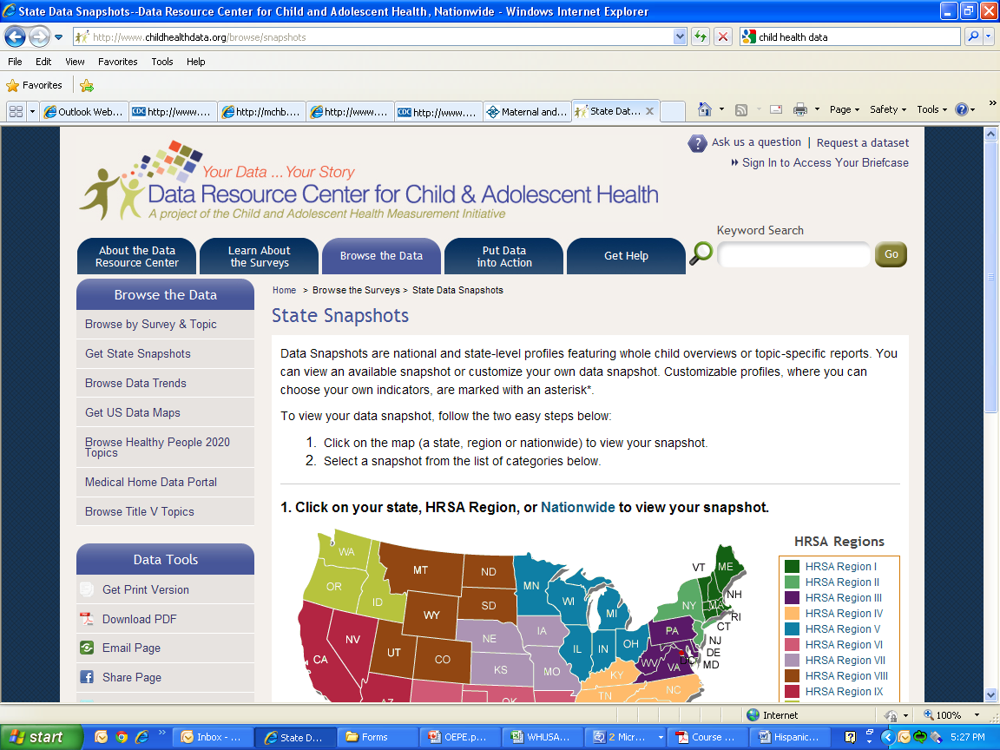 State Data Snapshots--Data Resource Center for Child and Adolescent Health, Nationwide - Windows Internet Explorer
http://www.childhealthdata.org/browse/snapshots
child health data
File Edit View Favorites Tools Help
Favorites
Outlook Web... http://www.... http://mchb.... http://www.... http://www.... Maternal and... State Dat...
Page Safety Tools
Ask us a question | Request a dataset
Sign In to Access Your Briefcase
Your Data ...Your Story
Data Resource Center for Child & Adolescent Health
A project of the Child and Adolescent Health Measurement Initiative
Keyword Search
Go
About the Data
Resource Center
Learn About
the Surveys
Browse the Data
Put Data
into Action
Get Help
Browse the Data
Browse by Survey & Topic
Get State Snapshots
Browse Data Trends
Get US Data Maps
Browse Healthy People 2020
Topics
Medical Home Data Portal
Browse Title V Topics
Data Tools
Get Print Version
Download PDF
Email Page
Share Page
Home > Browse the Surveys > State Data Snapshots
State Snapshots
Data Snapshots are national and state-level profiles featuring whole child overviews or topic-specific reports. You
can view an available snapshot or customize your own data snapshot. Customizable profiles, where you can
choose your own indicators, are marked with an asterisk*.
To view your data snapshot, follow the two easy steps below:
1. Click on the map (a state, region or nationwide) to view your snapshot.
2. Select a snapshot from the list of categories below.
1. Click on your state, HRSA Region, or Nationwide to view your snapshot.
WA
OR
ID
MT
ND
SD
WY
NV
CA
UT
CO
NE
KS
IA
MO
MN
WI
MI
IL
IN
OH
KY
TN
NC
PA
WV
VA
NY
VT
ME
NH
MA
RI
CT
NJ
DE
MD
DC
AZ
OK
HRSA Regions
HRSA Region I
HRSA Region II
HRSA Region III
HRSA Region IV
HRSA Region V
HRSA Region VI
HRSA Region VII
HRSA Region VIII
HRSA Region IX
Internet
100%
start
Inbox - ...
State D...
Forms
OEPE.p...
WHUSA...
2 Micr...
Course ...
Hispanic...
5:27 PM